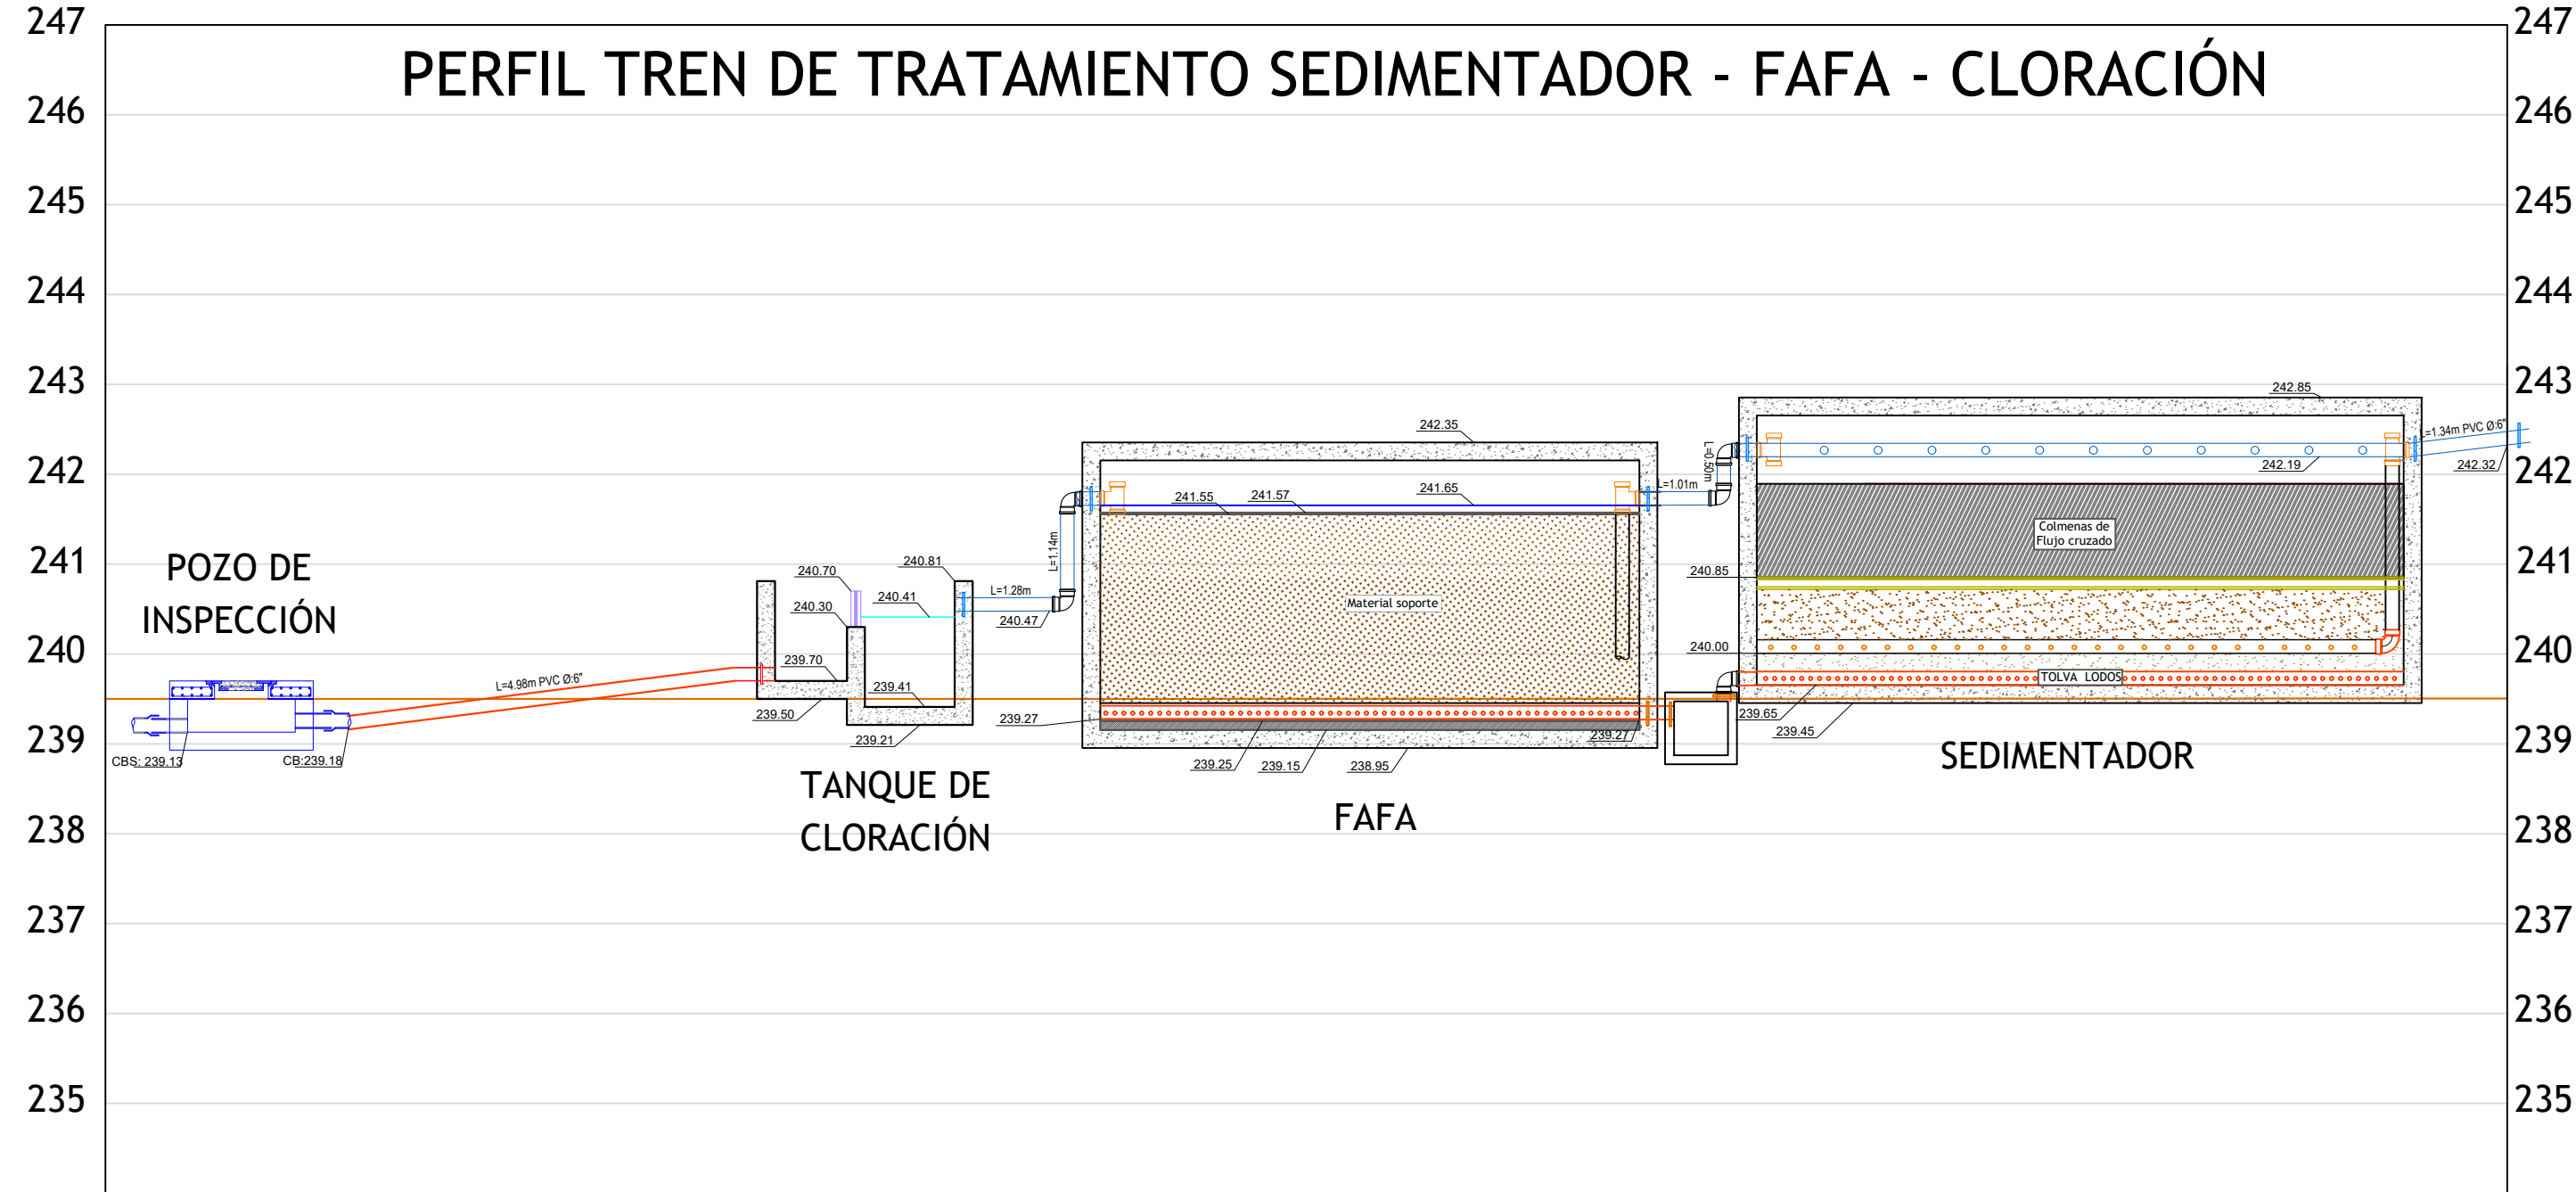 PERFIL TREN DE TRATAMIENTO SEDIMENTADOR - FAFA - CLORACIÓN
247
247
246
246
245
245
244
244
243
243
242
242
241
241
240
240
239
239
238
238
237
237
236
236
235
235
POZO DE
INSPECCIÓN
CBS: 239.13
CB:239.18
L=4.98m PVC Ø:6"
240.70
240.81
240.30
240.41
239.70
239.41
239.50
239.21
TANQUE DE
CLORACIÓN
L=1.28m
240.47
L=1.14m
242.35
241.55
241.57
241.65
Material soporte
239.27
239.25
239.15
238.95
239.27
FAFA
L=1.01m
L=0.50m
242.85
L=1.34m PVC Ø:6"
242.19
242.32
Colmenas de
Flujo cruzado
240.85
240.00
TOLVA LODOS
239.65
239.45
SEDIMENTADOR